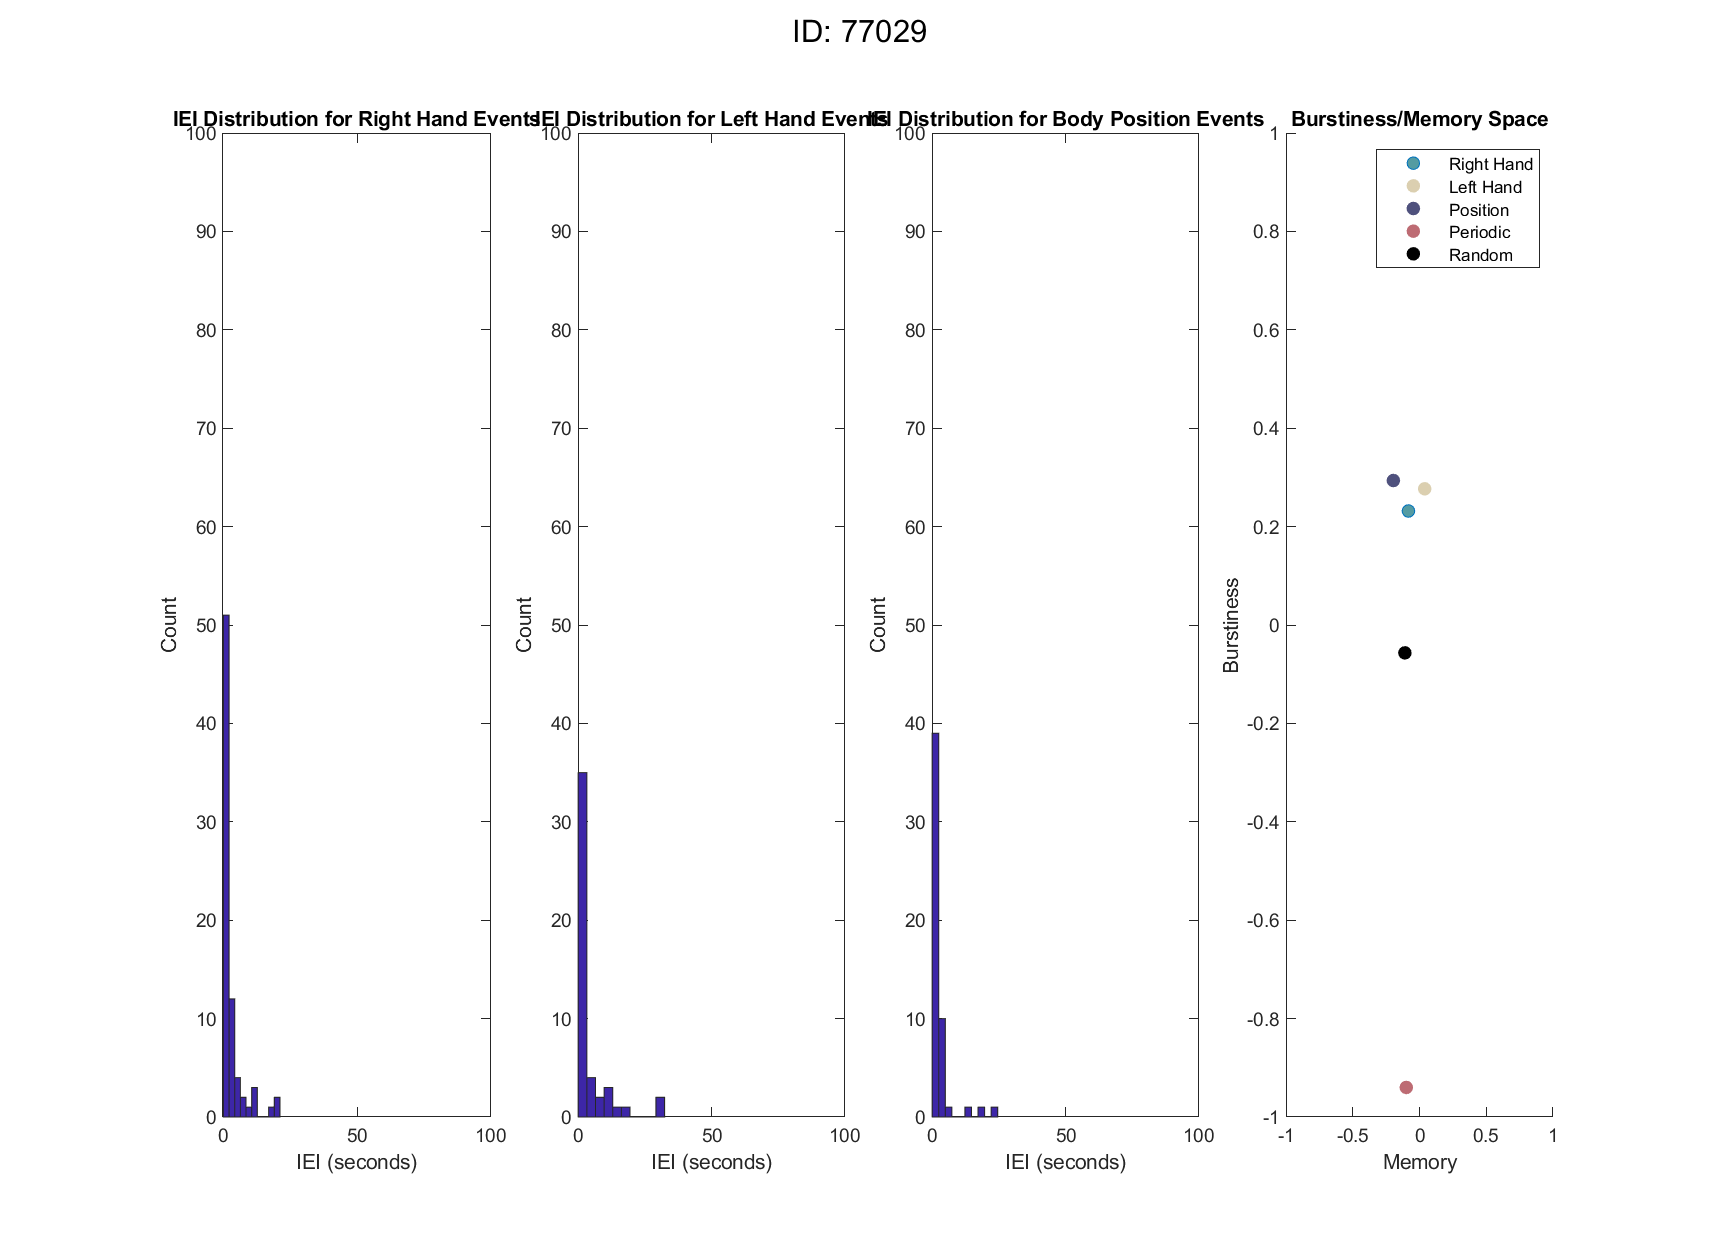 ID: 77029
IEI Distribution for Right Hand Events
100
90
80
70
60
50
40
30
20
10
0
0 50 100
Count
IEI (seconds)
IEI Distribution for Left Hand Events
100
90
80
70
60
50
40
30
20
10
0
0 50 100
Count
IEI (seconds)
IEI Distribution for Body Position Events
100
90
80
70
60
50
40
30
20
10
0
0 50 100
Count
IEI (seconds)
Burstiness/Memory Space
1
0.8
0.6
0.4
0.2
0
-0.2
-0.4
-0.6
-0.8
-1
-1 -0.5 0 0.5 1
Burstiness
Memory
Right Hand
Left Hand
Position
Periodic
Random